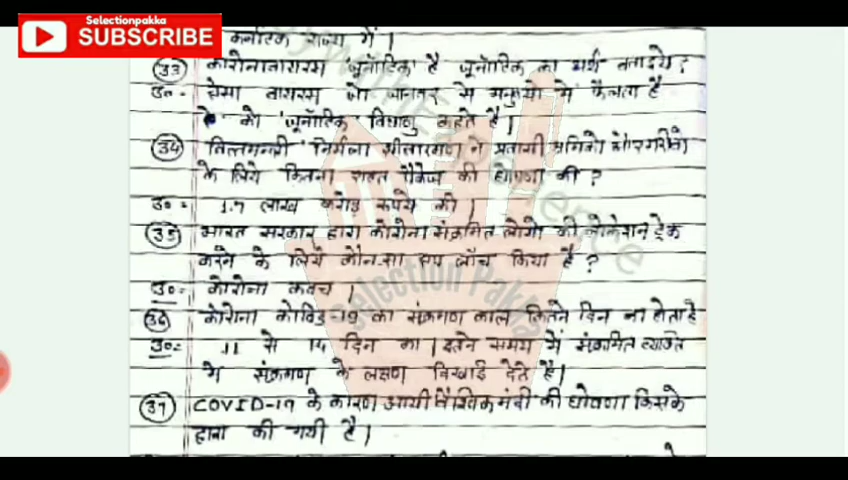 Selectionpakka
SUBSCRIBE
कर्नाटक राज्य में।
(33) कोरोनावायरस 'जूनॉटिक' है जूनॉटिक का अर्थ बताइये?
उ०- ऐसा वायरस जो जानवर से मनुष्यो में फैलता है
को 'जूनॉटिक' विषाणु कहते है।
(34) वित्तमन्त्री निर्मला सीतारमण ने प्रवासी श्रमिको और गरीबो
के लिये कितना राहत पैकेज की घोषणा की ?
उ०= 1.7 लाख करोड़ रूपये की।
(35) भारत सरकार द्वारा कोरोना संक्रमित लोगो की लोकेशन ट्रेक
करने के लिये कौन-सा एप लॉच किया है ?
उ०= कोरोना कवच।
(36) कोरोना कोविड-19 का संक्रमण काल कितने दिन का होता है
उ०= 11 से 14 दिन का। इतने समय में संक्रमित व्यक्ति
मे संक्रमण के लक्षण दिखाई देते है।
(37) COVID-19 के कारण आयी वैश्विक मंदी की घोषणा किसके
द्वारा की गयी है।
Selection Pakka